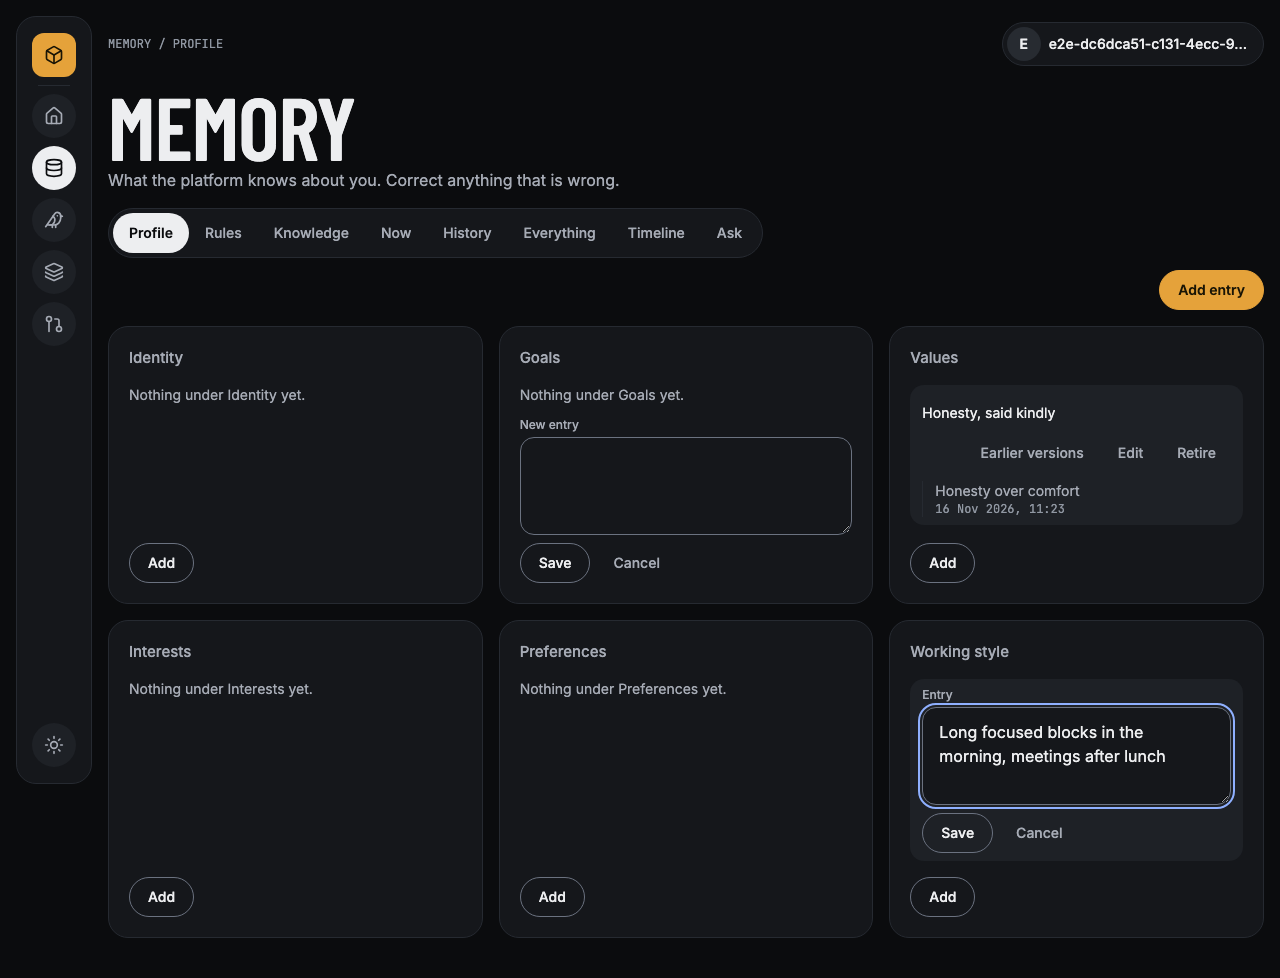 MEMORY / PROFILE
E e2e-dc6dca51-c131-4ecc-9...
MEMORY
What the platform knows about you. Correct anything that is wrong.
Profile Rules Knowledge Now History Everything Timeline Ask
Add entry
Identity
Nothing under Identity yet.
Add
Goals
Nothing under Goals yet.
New entry
Save Cancel
Values
Honesty, said kindly
Earlier versions Edit Retire
Honesty over comfort
16 Nov 2026, 11:23
Add
Interests
Nothing under Interests yet.
Add
Preferences
Nothing under Preferences yet.
Add
Working style
Entry
Long focused blocks in the
morning, meetings after lunch
Save Cancel
Add